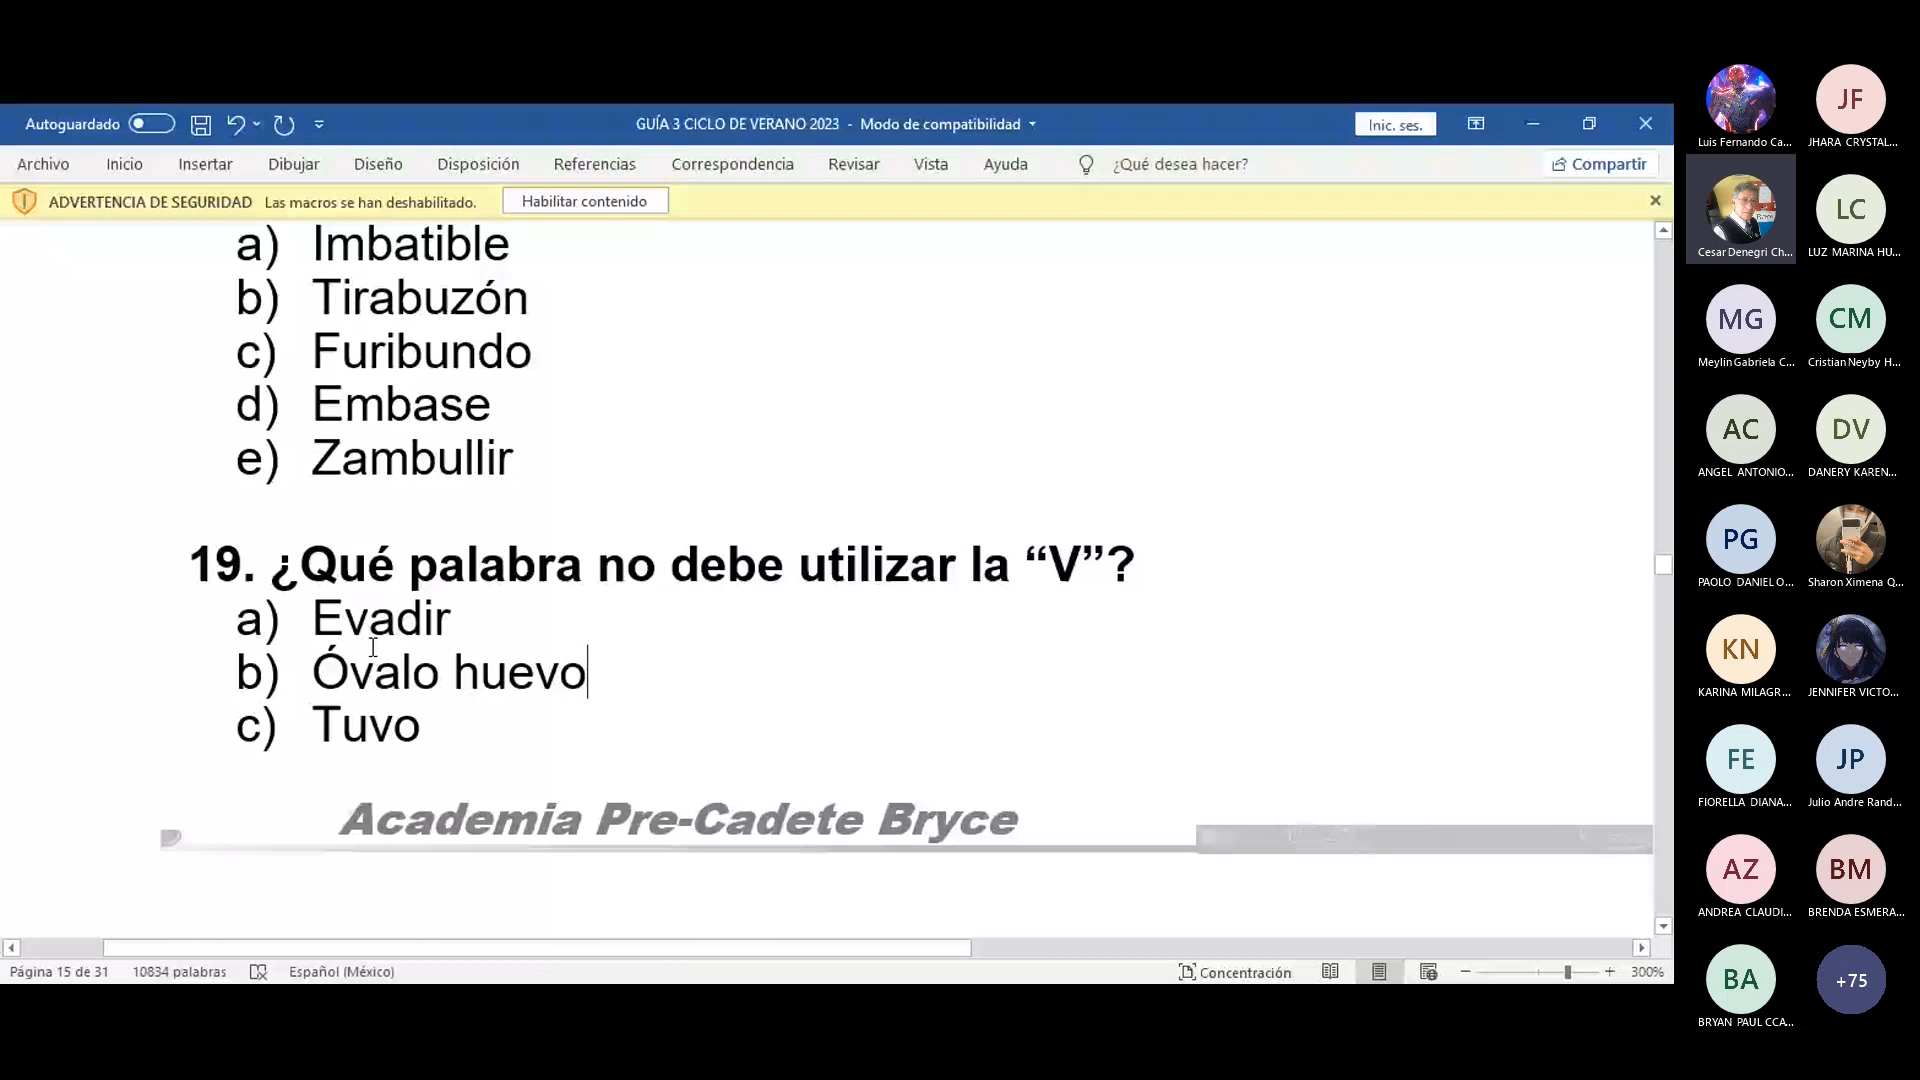 Autoguardado
GUÍA 3 CICLO DE VERANO 2023 - Modo de compatibilidad
Inic. ses.
Archivo Inicio Insertar Dibujar Diseño Disposición Referencias Correspondencia Revisar Vista Ayuda ¿Qué desea hacer? Compartir
ADVERTENCIA DE SEGURIDAD Las macros se han deshabilitado. Habilitar contenido
a) Imbatible
b) Tirabuzón
c) Furibundo
d) Embase
e) Zambullir
19. ¿Qué palabra no debe utilizar la “V”?
a) Evadir
b) Óvalo huevo
c) Tuvo
Academia Pre-Cadete Bryce
Página 15 de 31 10834 palabras Español (México) Concentración 300%
Luis Fernando Ca...
JF
JHARA CRYSTAL...
Cesar Denegri Ch...
LC
LUZ MARINA HU...
MG
Meylin Gabriela C...
CM
Cristian Neyby H...
AC
ANGEL ANTONIO...
DV
DANERY KAREN...
PG
PAOLO DANIEL O...
Sharon Ximena Q...
KN
KARINA MILAGR...
JENNIFER VICTO...
FE
FIORELLA DIANA...
JP
Julio Andre Rand...
AZ
ANDREA CLAUDI...
BM
BRENDA ESMERA...
BA
BRYAN PAUL CCA...
+75